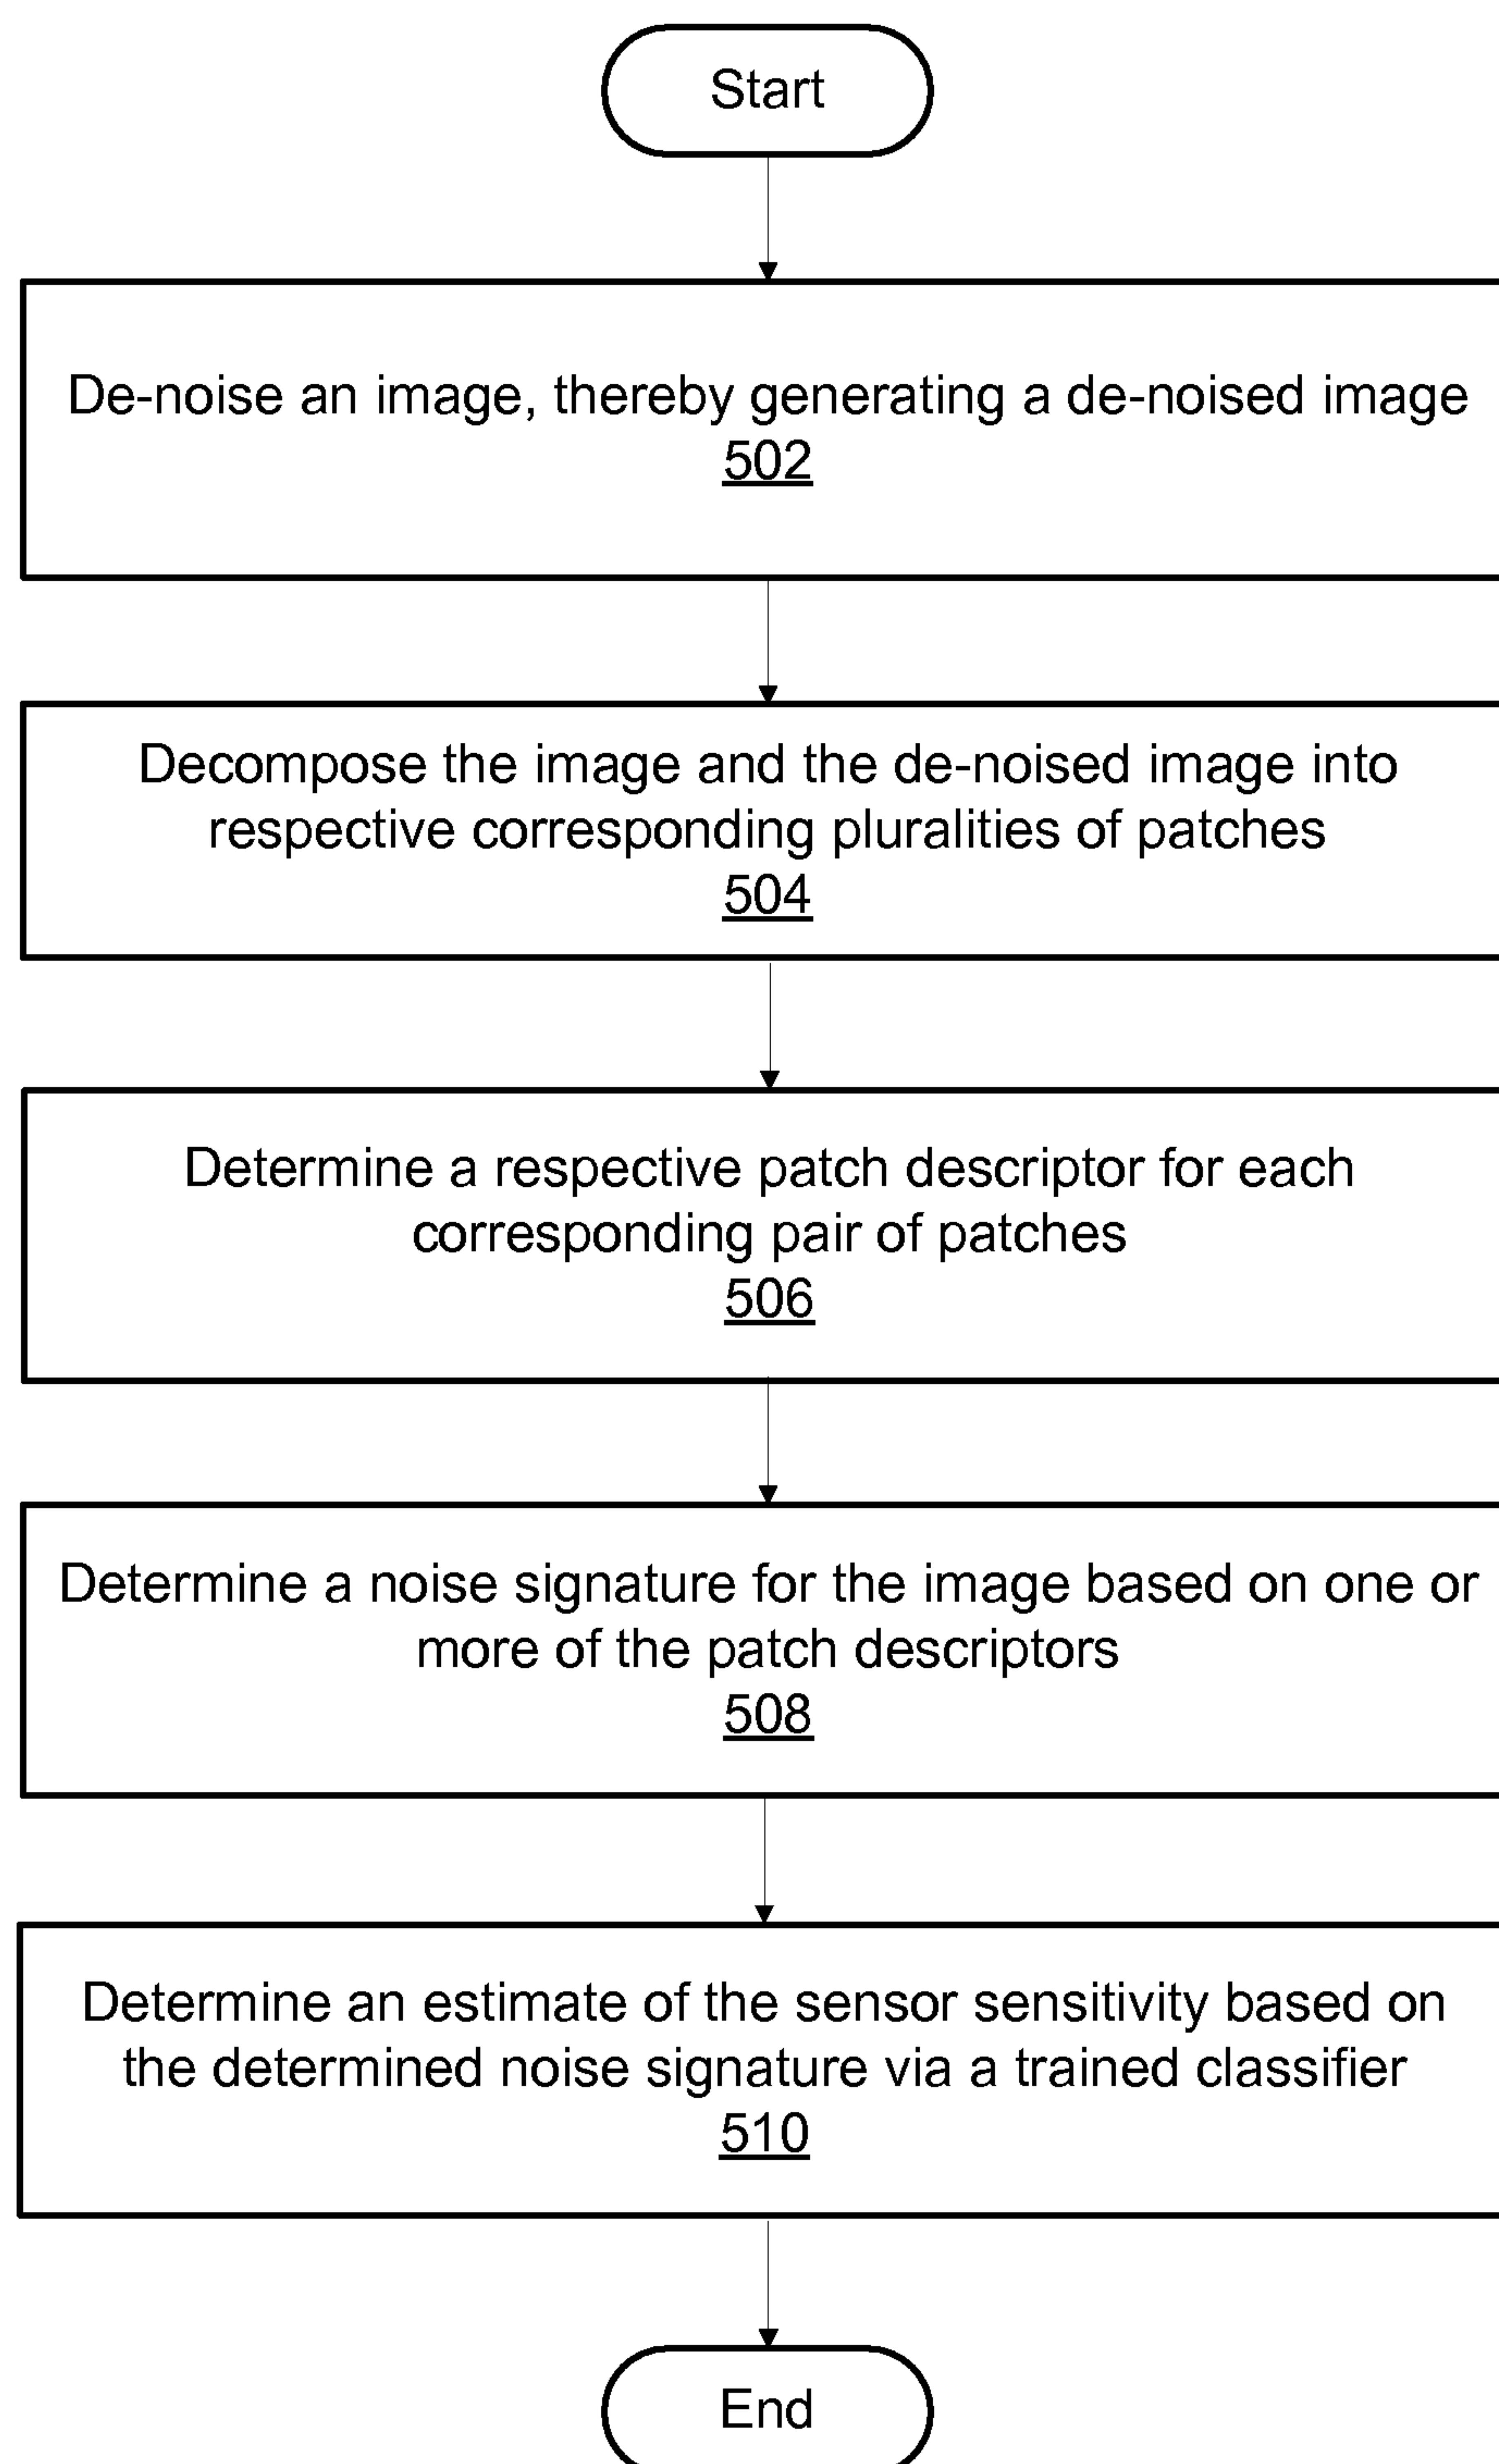 Start
De-noise an image, thereby generating a de-noised image
502
Decompose the image and the de-noised image into
respective corresponding pluralities of patches
504
Determine a respective patch descriptor for each
corresponding pair of patches
506
Determine a noise signature for the image based on one or
more of the patch descriptors
508
Determine an estimate of the sensor sensitivity based on
the determined noise signature via a trained classifier
510
End